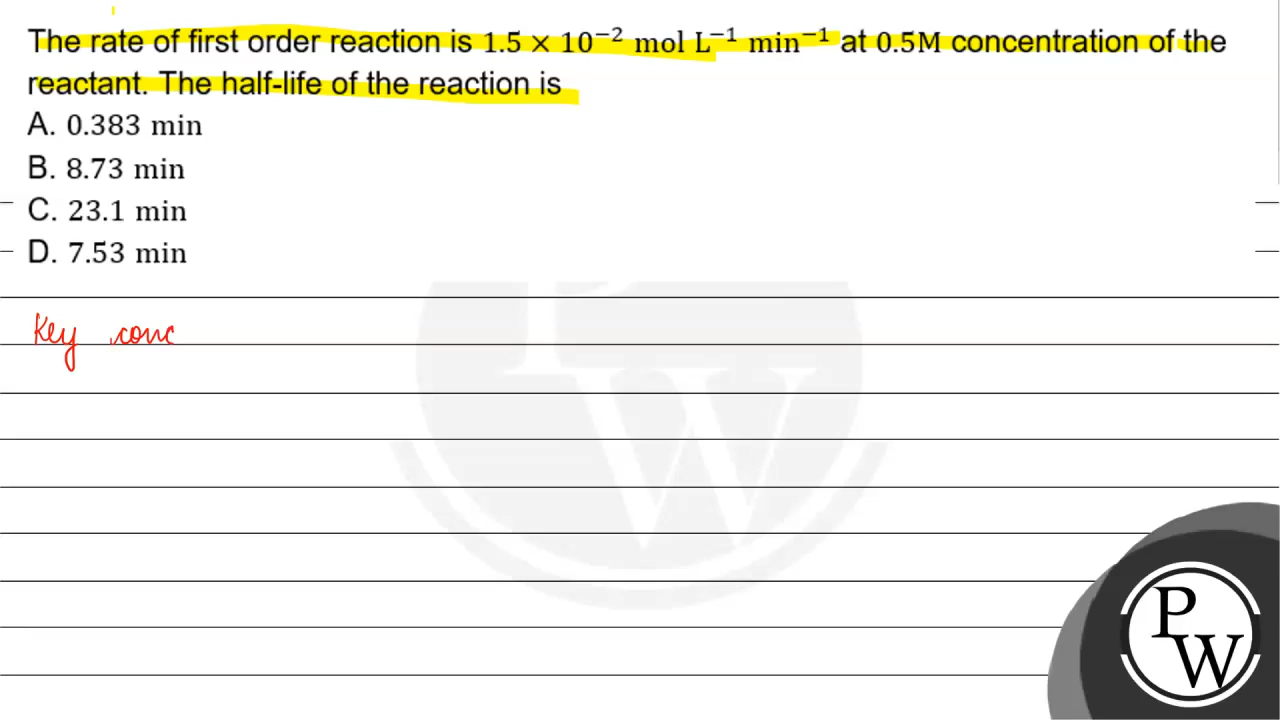 The rate of first order reaction is 1.5 × 10⁻² mol L⁻¹ min⁻¹ at 0.5M concentration of the
reactant. The half-life of the reaction is
A. 0.383 min
B. 8.73 min
C. 23.1 min
D. 7.53 min
Key conc
P
W